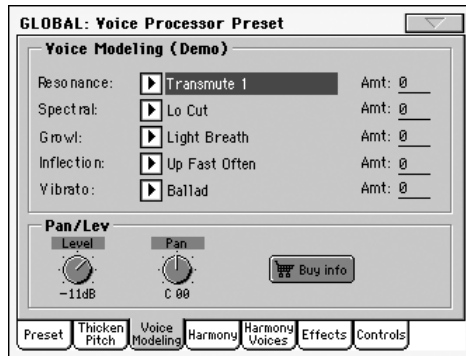 GLOBAL: Voice Processor Preset
Voice Modeling (Demo)
Resonance: Transmute 1 Amt: 0
Spectral: Lo Cut Amt: 0
Growl: Light Breath Amt: 0
Inflection: Up Fast Often Amt: 0
Vibrato: Ballad Amt: 0
Pan/Lev
Level Pan
Buy info
-11dB C 00
Preset Thicken Pitch Voice Modeling Harmony Harmony Voices Effects Controls